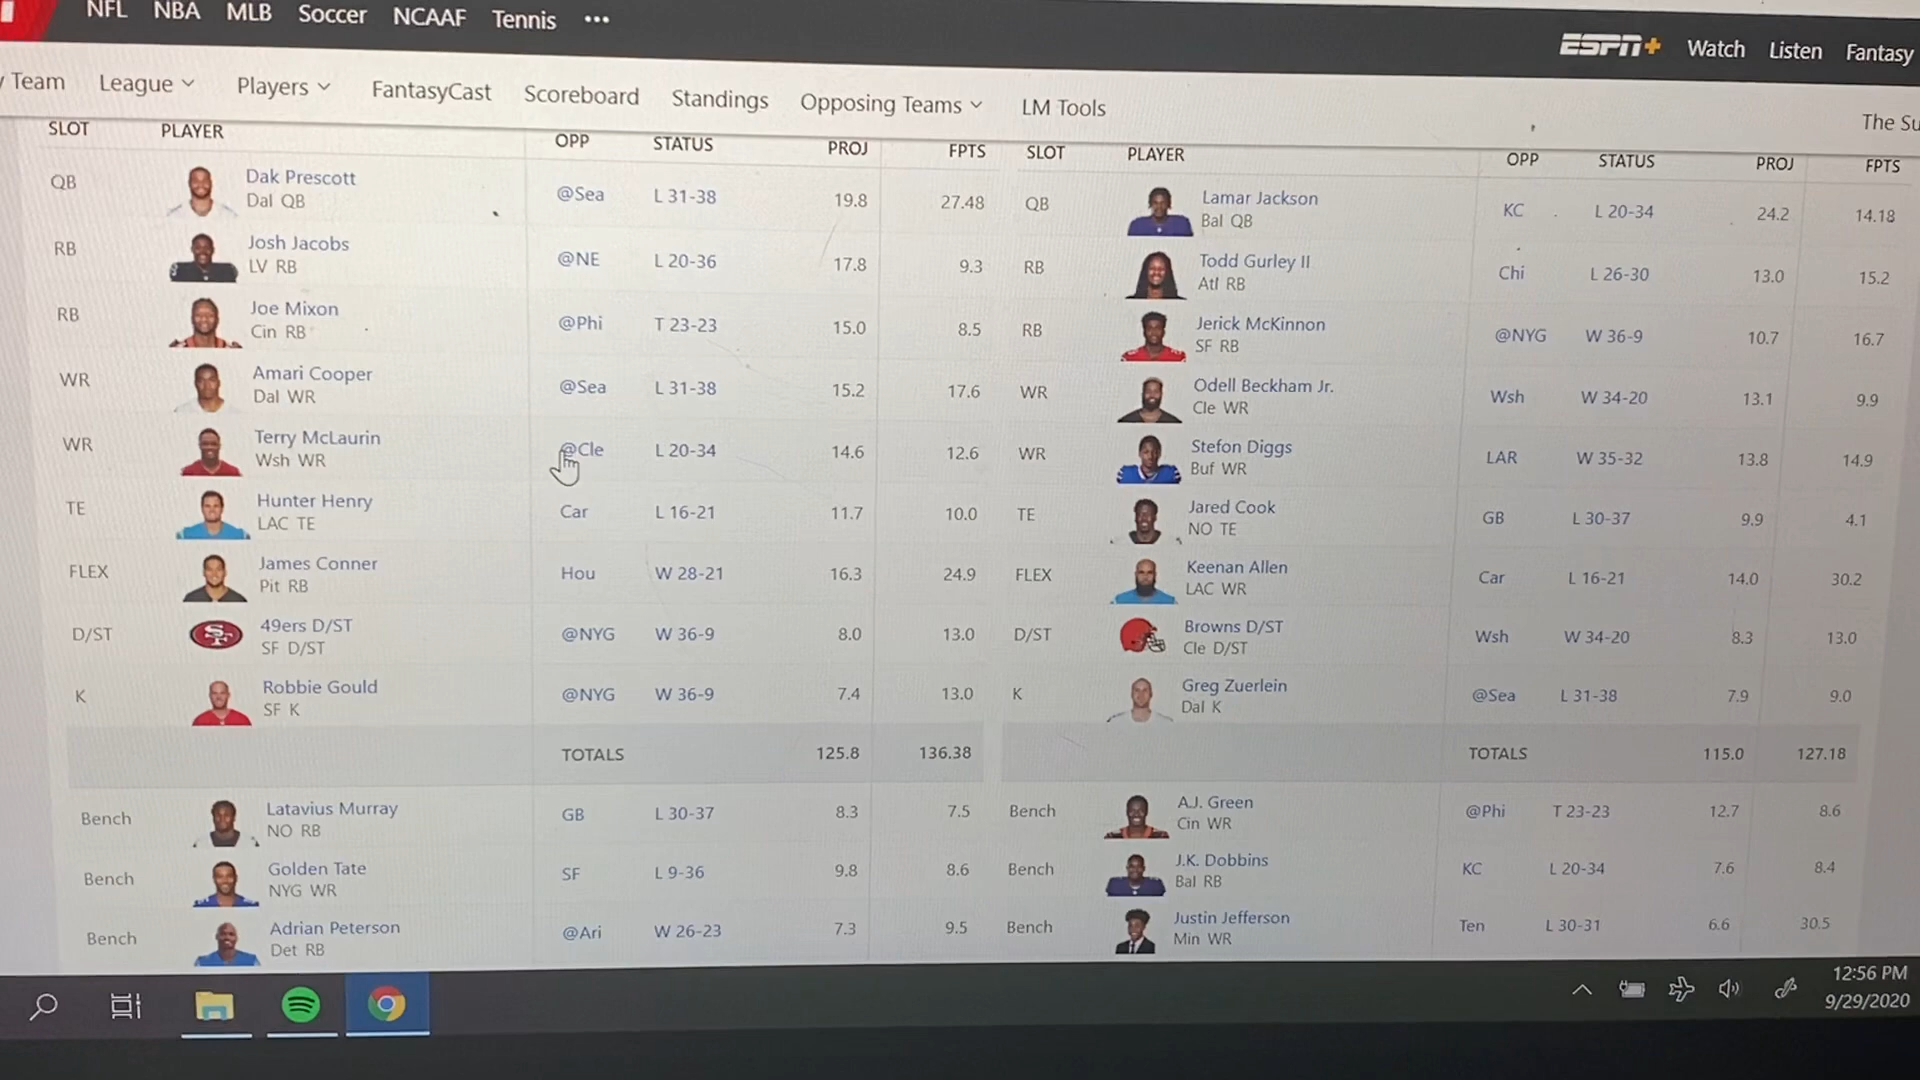 NFL NBA MLB Soccer NCAAF Tennis •••
ESPN+ Watch Listen Fantasy
Team League Players FantasyCast Scoreboard Standings Opposing Teams LM Tools
The Su
SLOT PLAYER OPP STATUS PROJ FPTS SLOT PLAYER OPP STATUS PROJ FPTS
QB Dak Prescott @Sea L 31-38 19.8 27.48 QB Lamar Jackson KC L 20-34 24.2 14.18
Dal QB Bal QB
RB Josh Jacobs @NE L 20-36 17.8 9.3 RB Todd Gurley II Chi L 26-30 13.0 15.2
LV RB Atl RB
RB Joe Mixon @Phi T 23-23 15.0 8.5 RB Jerick McKinnon @NYG W 36-9 10.7 16.7
Cin RB SF RB
WR Amari Cooper @Sea L 31-38 15.2 17.6 WR Odell Beckham Jr. Wsh W 34-20 13.1 9.9
Dal WR Cle WR
WR Terry McLaurin @Cle L 20-34 14.6 12.6 WR Stefon Diggs LAR W 35-32 13.8 14.9
Wsh WR Buf WR
TE Hunter Henry Car L 16-21 11.7 10.0 TE Jared Cook GB L 30-37 9.9 4.1
LAC TE NO TE
FLEX James Conner Hou W 28-21 16.3 24.9 FLEX Keenan Allen Car L 16-21 14.0 30.2
Pit RB LAC WR
D/ST 49ers D/ST @NYG W 36-9 8.0 13.0 D/ST Browns D/ST Wsh W 34-20 8.3 13.0
SF D/ST Cle D/ST
K Robbie Gould @NYG W 36-9 7.4 13.0 K Greg Zuerlein @Sea L 31-38 7.9 9.0
SF K Dal K
TOTALS 125.8 136.38 TOTALS 115.0 127.18
Bench Latavius Murray GB L 30-37 8.3 7.5 Bench A.J. Green @Phi T 23-23 12.7 8.6
NO RB Cin WR
Bench Golden Tate SF L 9-36 9.8 8.6 Bench J.K. Dobbins KC L 20-34 7.6 8.4
NYG WR Bal RB
Bench Adrian Peterson @Ari W 26-23 7.3 9.5 Bench Justin Jefferson Ten L 30-31 6.6 30.5
Det RB Min WR
12:56 PM
9/29/2020